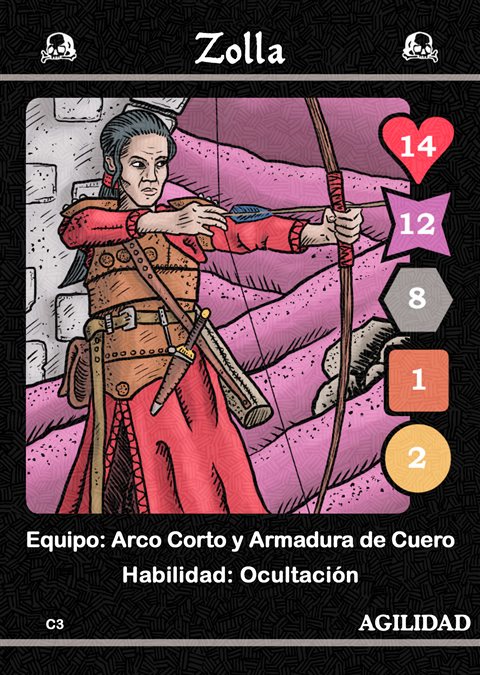 Zolla
14
12
8
1
2
Equipo: Arco Corto y Armadura de Cuero
Habilidad: Ocultación
C3
AGILIDAD